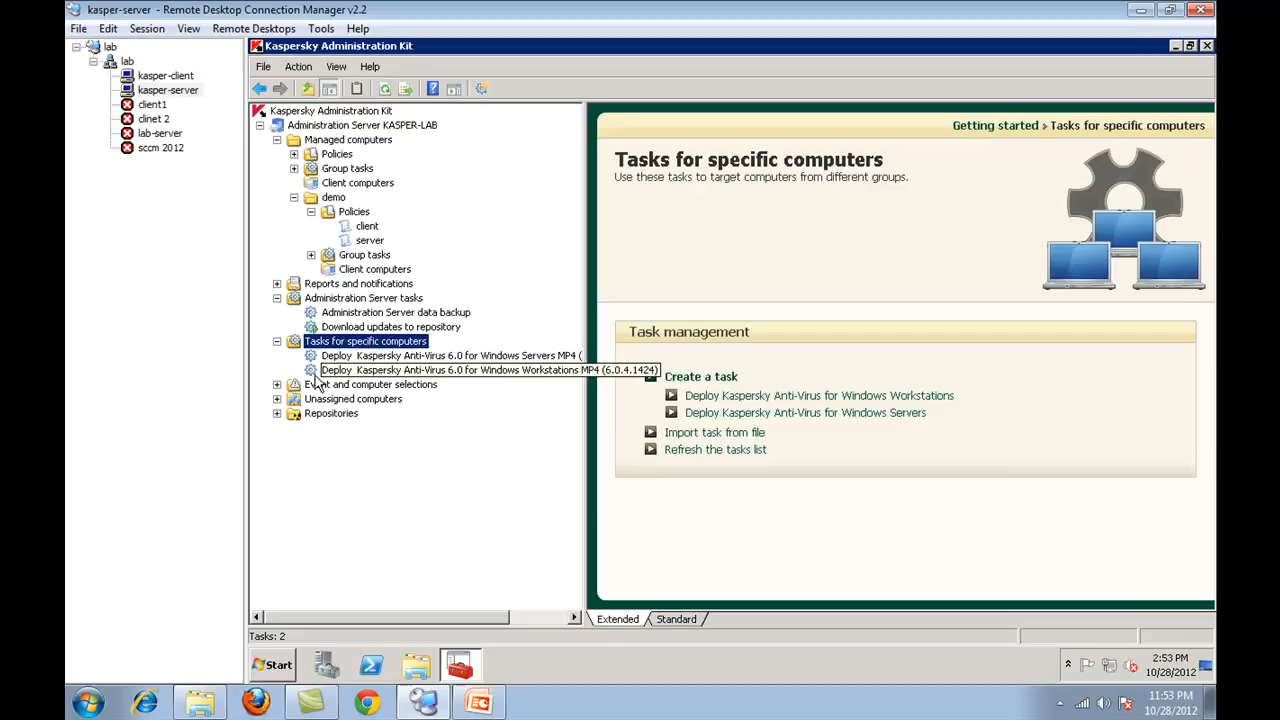 kasper-server - Remote Desktop Connection Manager v2.2
File Edit Session View Remote Desktops Tools Help
lab
lab
kasper-client
kasper-server
client1
clinet 2
lab-server
sccm 2012
Kaspersky Administration Kit
File Action View Help
Kaspersky Administration Kit
Administration Server KASPER-LAB
Managed computers
Policies
Group tasks
Client computers
demo
Policies
client
server
Group tasks
Client computers
Reports and notifications
Administration Server tasks
Administration Server data backup
Download updates to repository
Tasks for specific computers
Deploy Kaspersky Anti-Virus 6.0 for Windows Servers MP4 (
Deploy Kaspersky Anti-Virus 6.0 for Windows Workstations MP4 (6.0.4.1424)
Event and computer selections
Unassigned computers
Repositories
Getting started » Tasks for specific computers
Tasks for specific computers
Use these tasks to target computers from different groups.
Task management
Create a task
Deploy Kaspersky Anti-Virus for Windows Workstations
Deploy Kaspersky Anti-Virus for Windows Servers
Import task from file
Refresh the tasks list
Extended Standard
Tasks: 2
Start
2:53 PM
10/28/2012
11:53 PM
10/28/2012